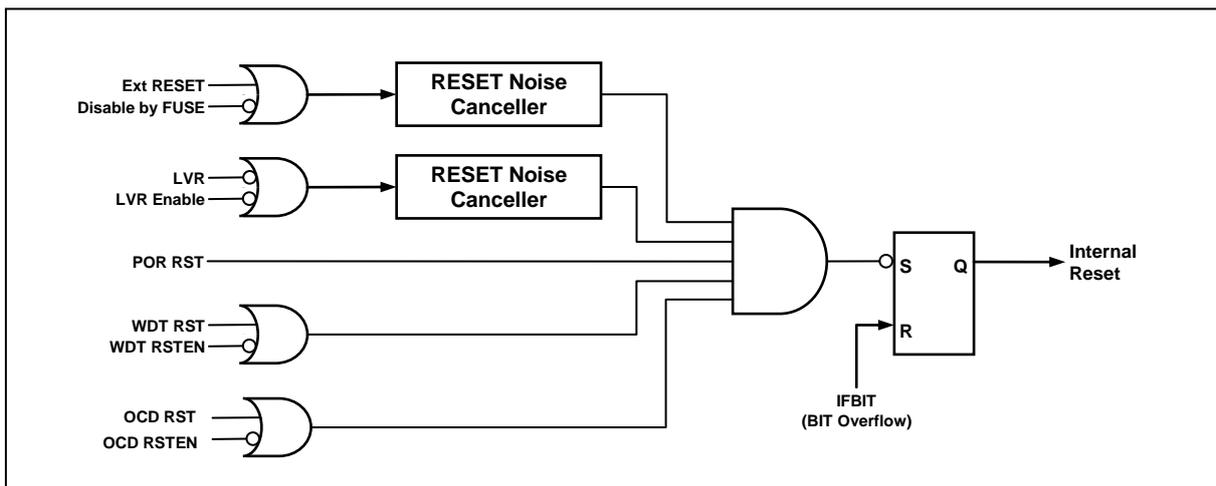 Ext RESET
Disable by FUSE
RESET Noise
Canceller
LVR
LVR Enable
RESET Noise
Canceller
POR RST
WDT RST
WDT RSTEN
OCD RST
OCD RSTEN
S
Q
R
Internal
Reset
IFBIT
(BIT Overflow)